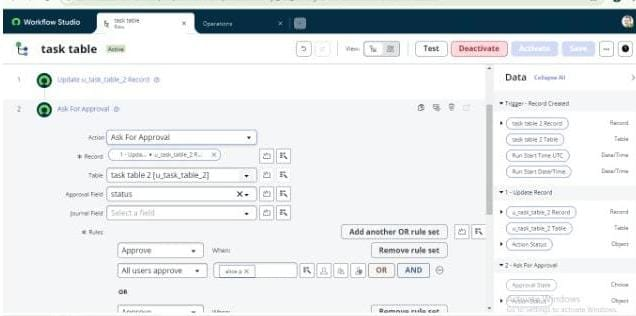 Workflow Studio
task table
Flow
Operations
task table
Active
View:
Test
Deactivate
Activate
Save
1
Update u_task_table_2 Record
2
Ask For Approval
Action
Ask For Approval
* Record
1 - Upda...
u_task_table_2 R...
Table
task table 2 [u_task_table_2]
Approval Field
status
Journal Field
Select a field
* Rules
Add another OR rule set
Approve
When:
Remove rule set
All users approve
OR
AND
OR
Approve
When:
Remove rule set
Data
Collapse All
Trigger - Record Created
task table 2 Record
Record
task table 2 Table
Table
Run Start Time UTC
Date/Time
Run Start Date/Time
Date/Time
1 - Update Record
u_task_table_2 Record
Record
u_task_table_2 Table
Table
Action Status
Object
2 - Ask For Approval
Approval State
Choice
Action Status
Object
Activate Windows
Go to Settings to activate Windows.